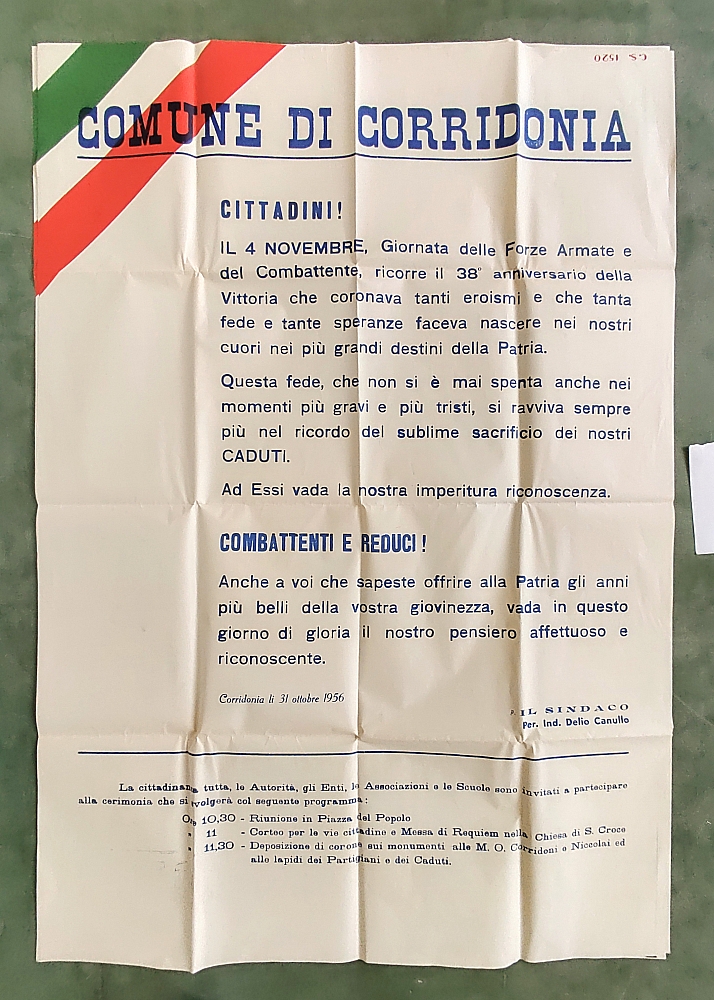 C.S. 1520
COMUNE DI CORRIDONIA
CITTADINI!
IL 4 NOVEMBRE, Giornata delle Forze Armate e
del Combattente, ricorre il 38° anniversario della
Vittoria che coronava tanti eroismi e che tanta
fede e tante speranze faceva nascere nei nostri
cuori nei più grandi destini della Patria.
Questa fede, che non si è mai spenta anche nei
momenti più gravi e più tristi, si ravviva sempre
più nel ricordo del sublime sacrificio dei nostri
CADUTI.
Ad Essi vada la nostra imperitura riconoscenza.
COMBATTENTI E REDUCI!
Anche a voi che sapeste offrire alla Patria gli anni
più belli della vostra giovinezza, vada in questo
giorno di gloria il nostro pensiero affettuoso e
riconoscente.
Corridonia li 31 ottobre 1956
p. IL SINDACO
Per. Ind. Delio Canullo
La cittadinanza tutta, le Autorità, gli Enti, le Associazioni e le Scuole sono invitati a partecipare
alla cerimonia che si svolgerà col seguente programma:
Ore 10,30 - Riunione in Piazza del Popolo
" 11 - Corteo per le vie cittadine e Messa di Requiem nella Chiesa di S. Croce
" 11,30 - Deposizione di corone sui monumenti alle M. O. Corridoni e Niccolai ed
alle lapidi dei Partigiani e dei Caduti.